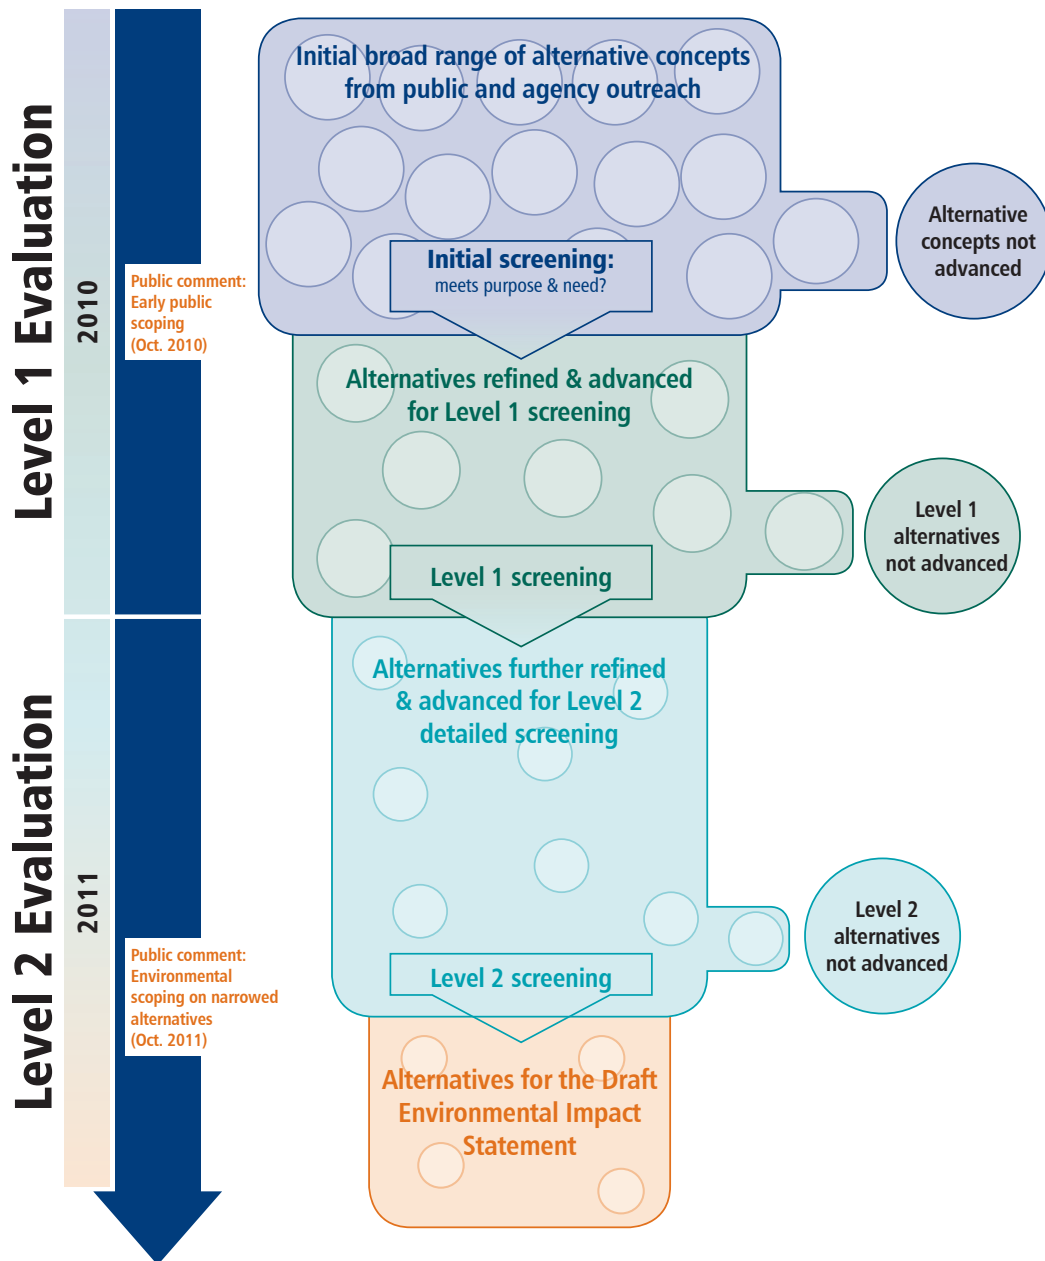 Level 1 Evaluation
2010
Public comment:
Early public
scoping
(Oct. 2010)
Initial broad range of alternative concepts
from public and agency outreach
Initial screening:
meets purpose & need?
Alternative
concepts not
advanced
Alternatives refined & advanced
for Level 1 screening
Level 1 screening
Level 1
alternatives
not advanced
Level 2 Evaluation
2011
Public comment:
Environmental
scoping on narrowed
alternatives
(Oct. 2011)
Alternatives further refined
& advanced for Level 2
detailed screening
Level 2 screening
Level 2
alternatives
not advanced
Alternatives for the Draft
Environmental Impact
Statement